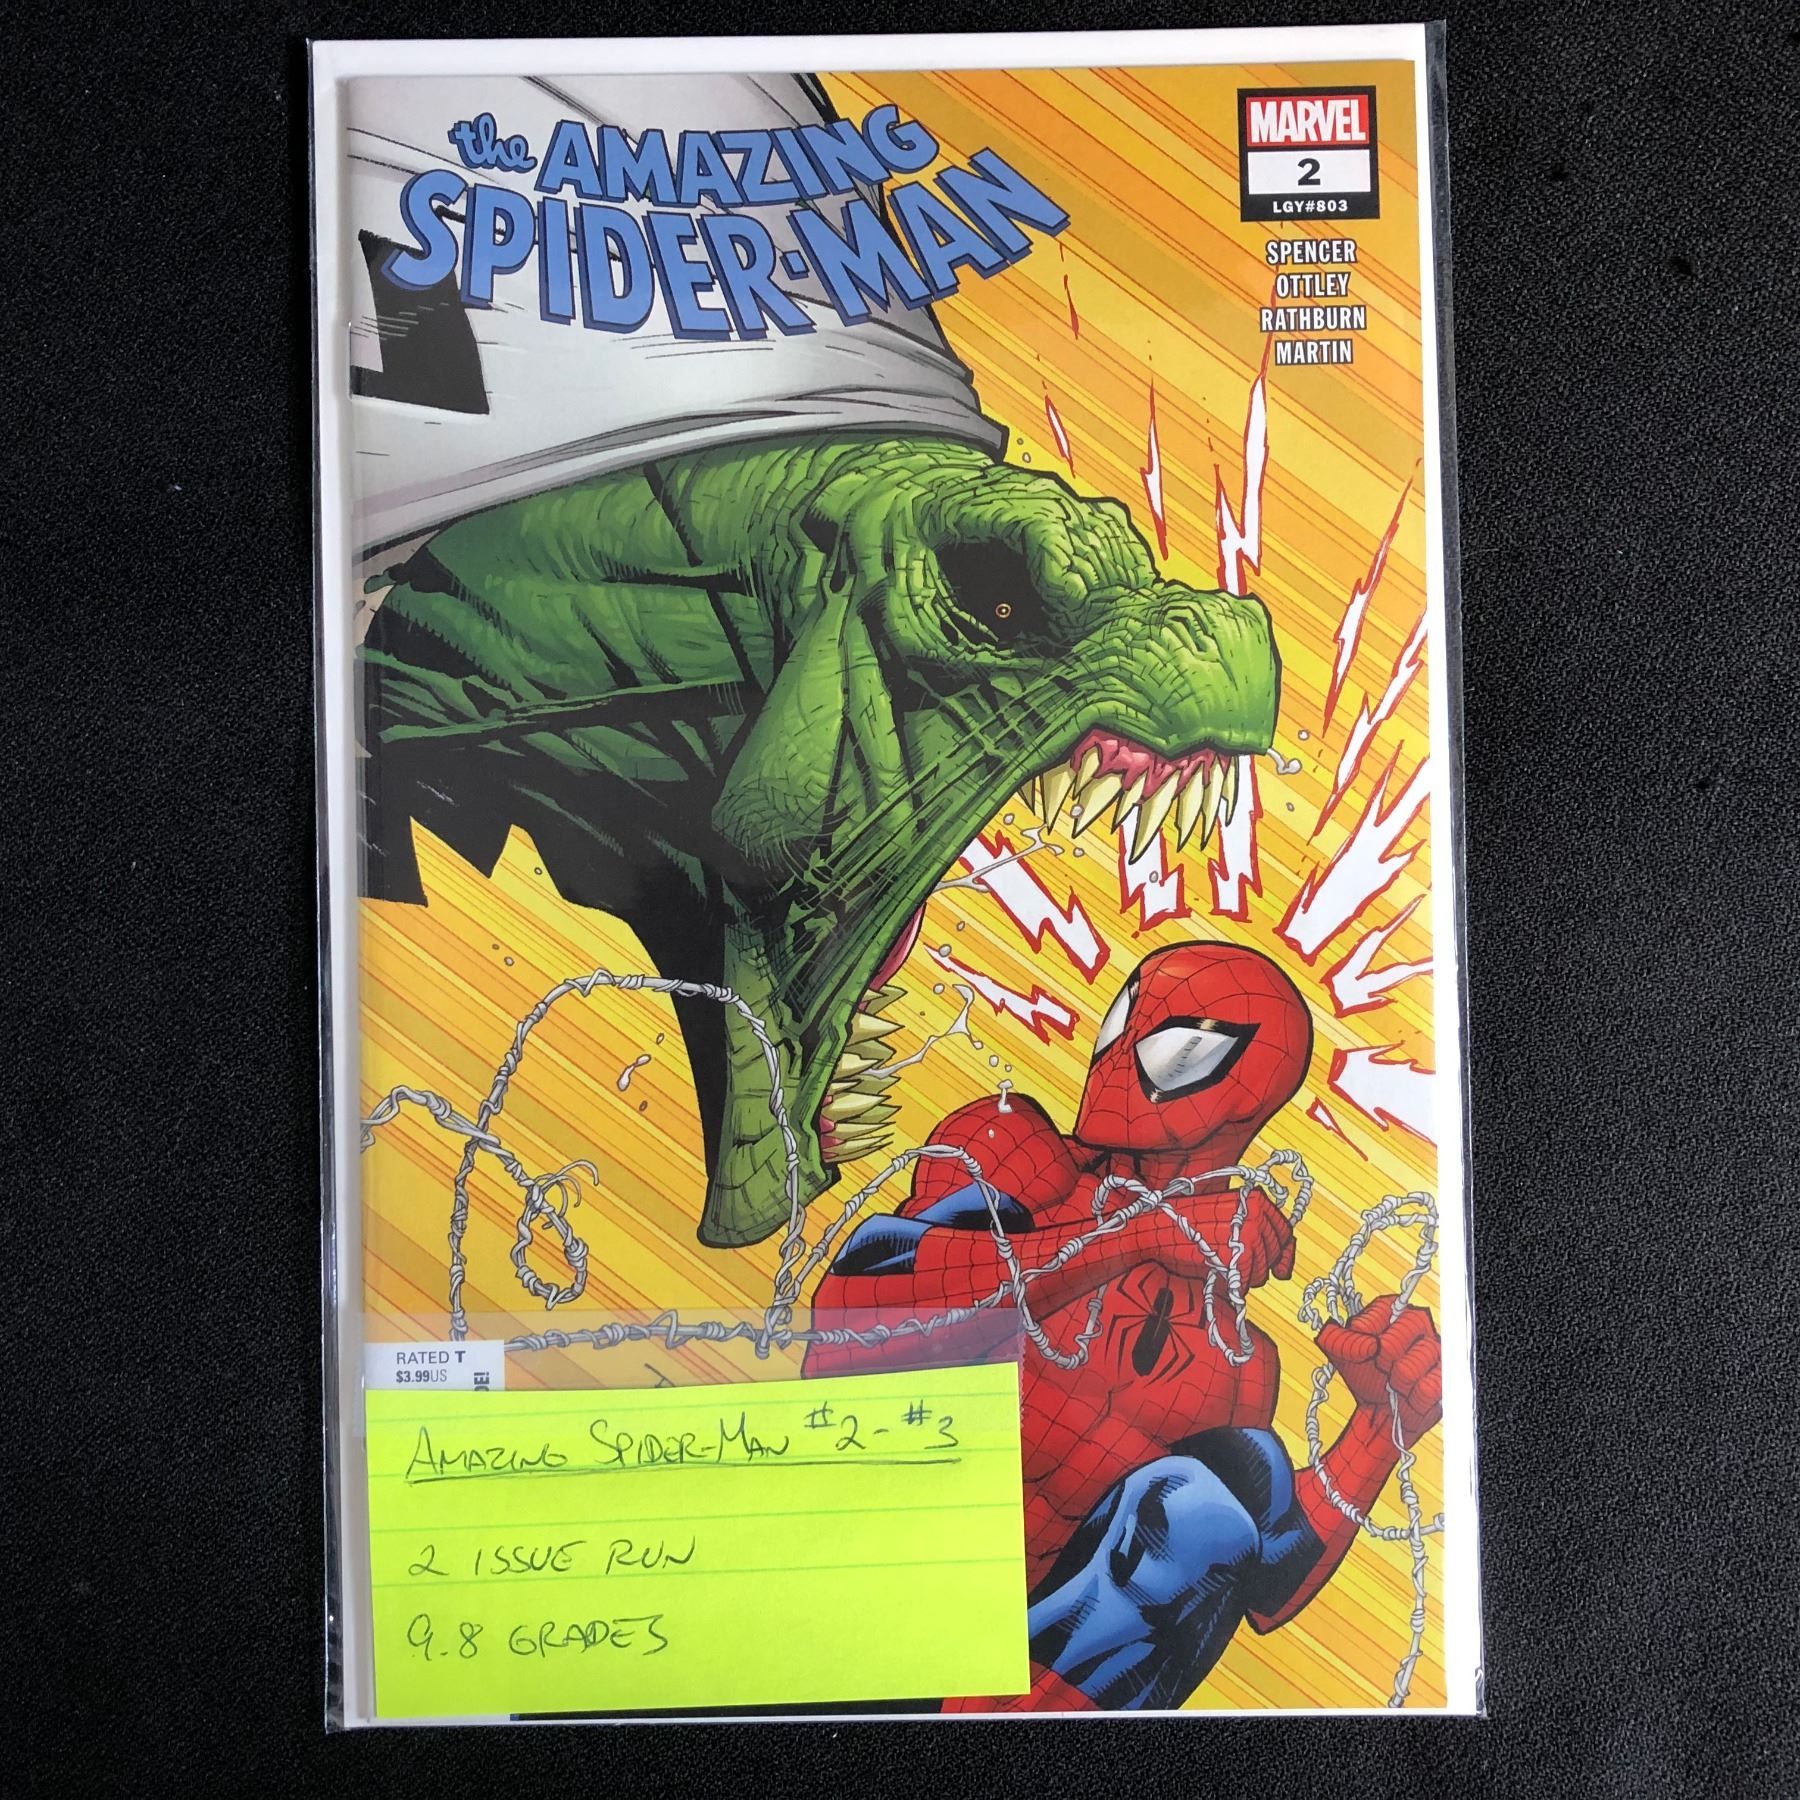 the AMAZING
SPIDER-MAN
MARVEL
2
LGY#803
SPENCER
OTTLEY
RATHBURN
MARTIN
RATED T
$3.99US
DE!
AMAZING SPIDER-MAN #2-#3
2 ISSUE RUN
9.8 GRADES